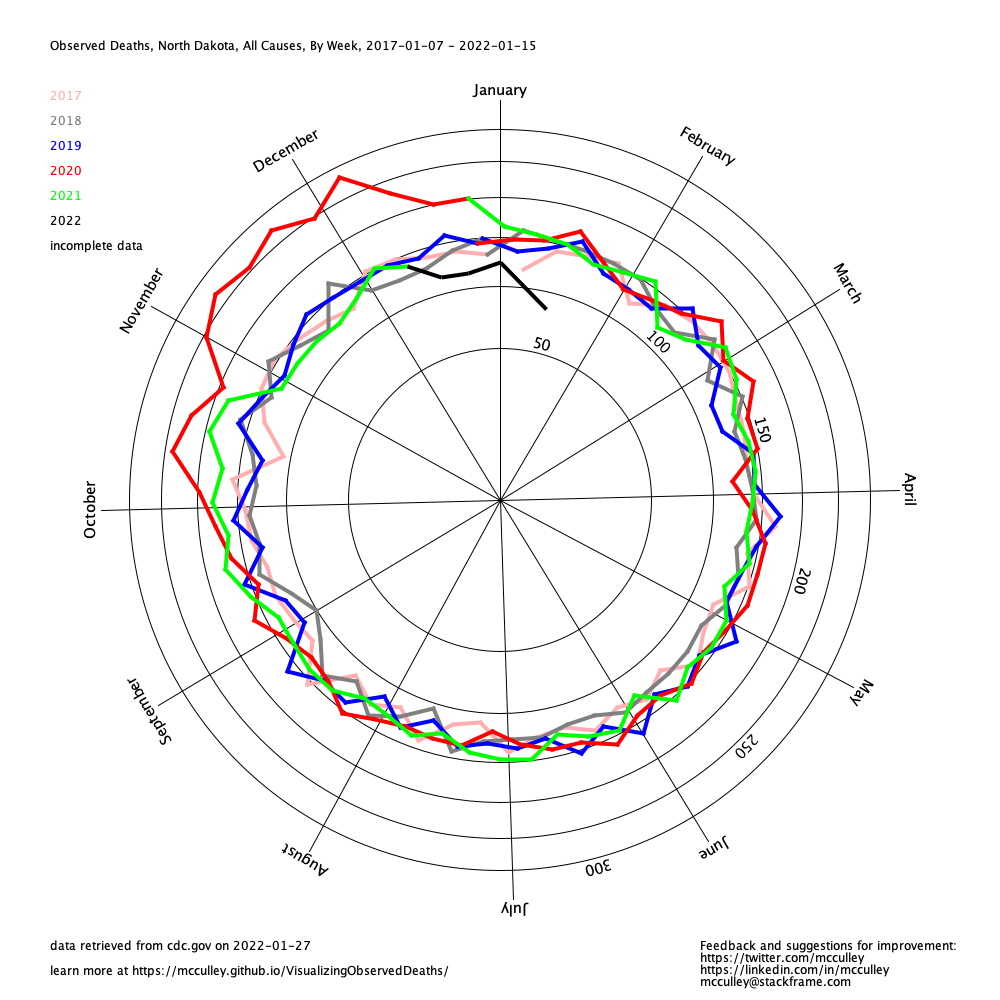 Observed Deaths, North Dakota, All Causes, By Week, 2017-01-07 - 2022-01-15
2017
2018
2019
2020
2021
2022
incomplete data
January
February
March
April
May
June
July
August
September
October
November
December
50
100
150
200
250
300
data retrieved from cdc.gov on 2022-01-27
learn more at https://mcculley.github.io/VisualizingObservedDeaths/
Feedback and suggestions for improvement:
https://twitter.com/mcculley
https://linkedin.com/in/mcculley
mcculley@stackframe.com